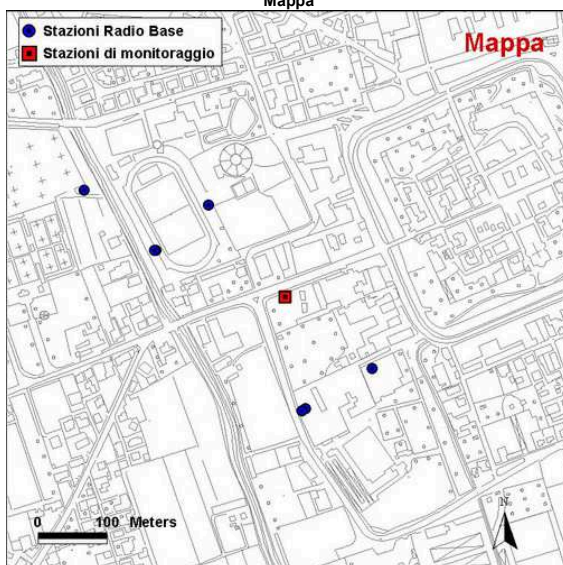 Mappa
Stazioni Radio Base
Stazioni di monitoraggio
Mappa
0 100 Meters
N